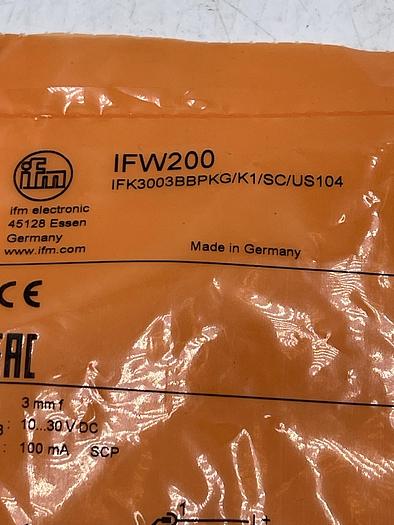 ifm
IFW200
IFK3003BBPKG/K1/SC/US104
ifm electronic
45128 Essen
Germany
www.ifm.com
Made in Germany
CE
EAC
3 mm f
: 10...30 V DC
: 100 mA SCP
1
L+